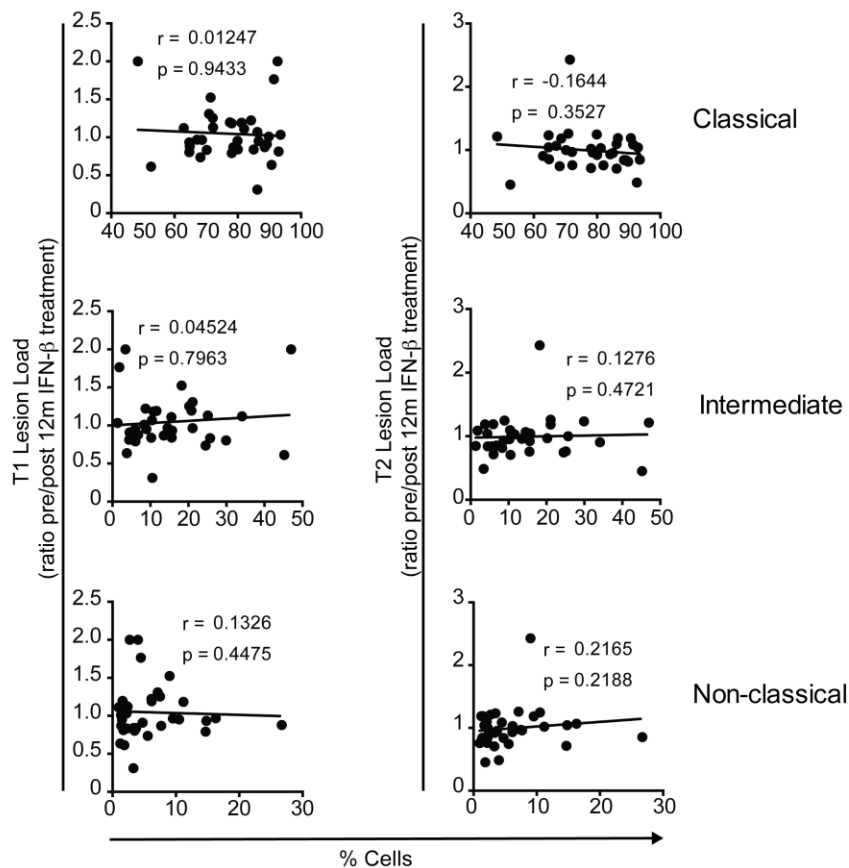 2.5
2.0
1.5
1.0
0.5
0
r = 0.01247
p = 0.9433
40 50 60 70 80 90 100
3
2
1
0
r = -0.1644
p = 0.3527
40 50 60 70 80 90 100
Classical
T1 Lesion Load
(ratio pre/post 12m IFN-β treatment)
2.5
2.0
1.5
1.0
0.5
0.0
r = 0.04524
p = 0.7963
0 10 20 30 40 50
T2 Lesion Load
(ratio pre/post 12m IFN-β treatment)
3
2
1
0
r = 0.1276
p = 0.4721
0 10 20 30 40 50
Intermediate
2.5
2.0
1.5
1.0
0.5
0.0
r = 0.1326
p = 0.4475
0 10 20 30
3
2
1
0
r = 0.2165
p = 0.2188
0 10 20 30
Non-classical
% Cells